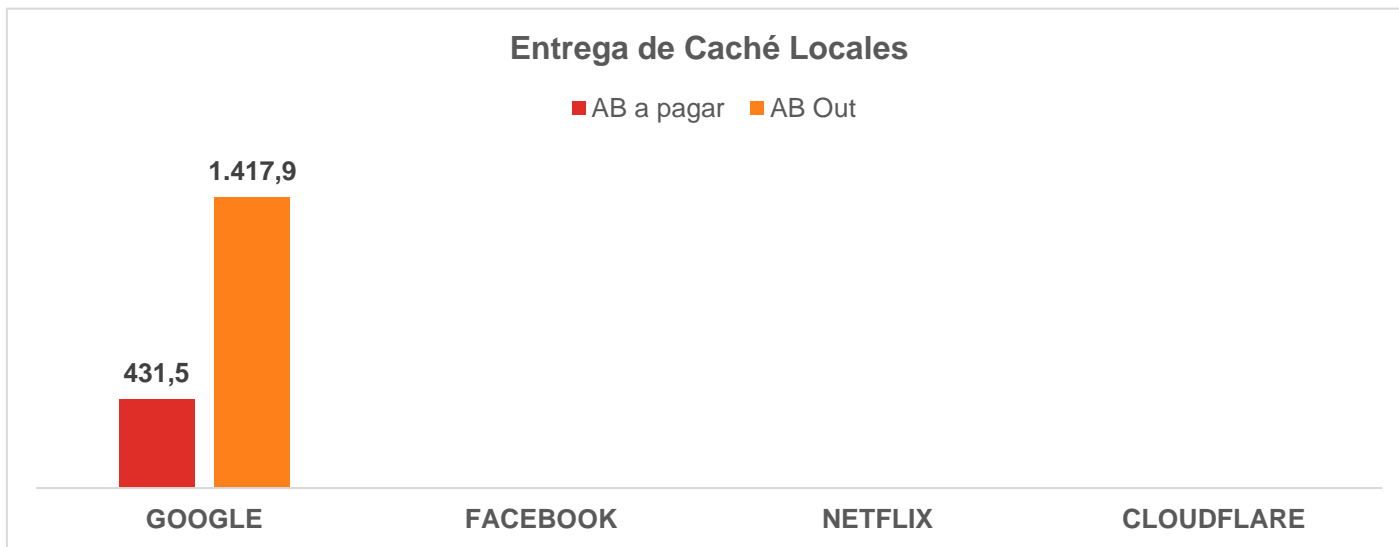 Entrega de Caché Locales
AB a pagar AB Out
1.417,9
431,5
GOOGLE FACEBOOK NETFLIX CLOUDFLARE